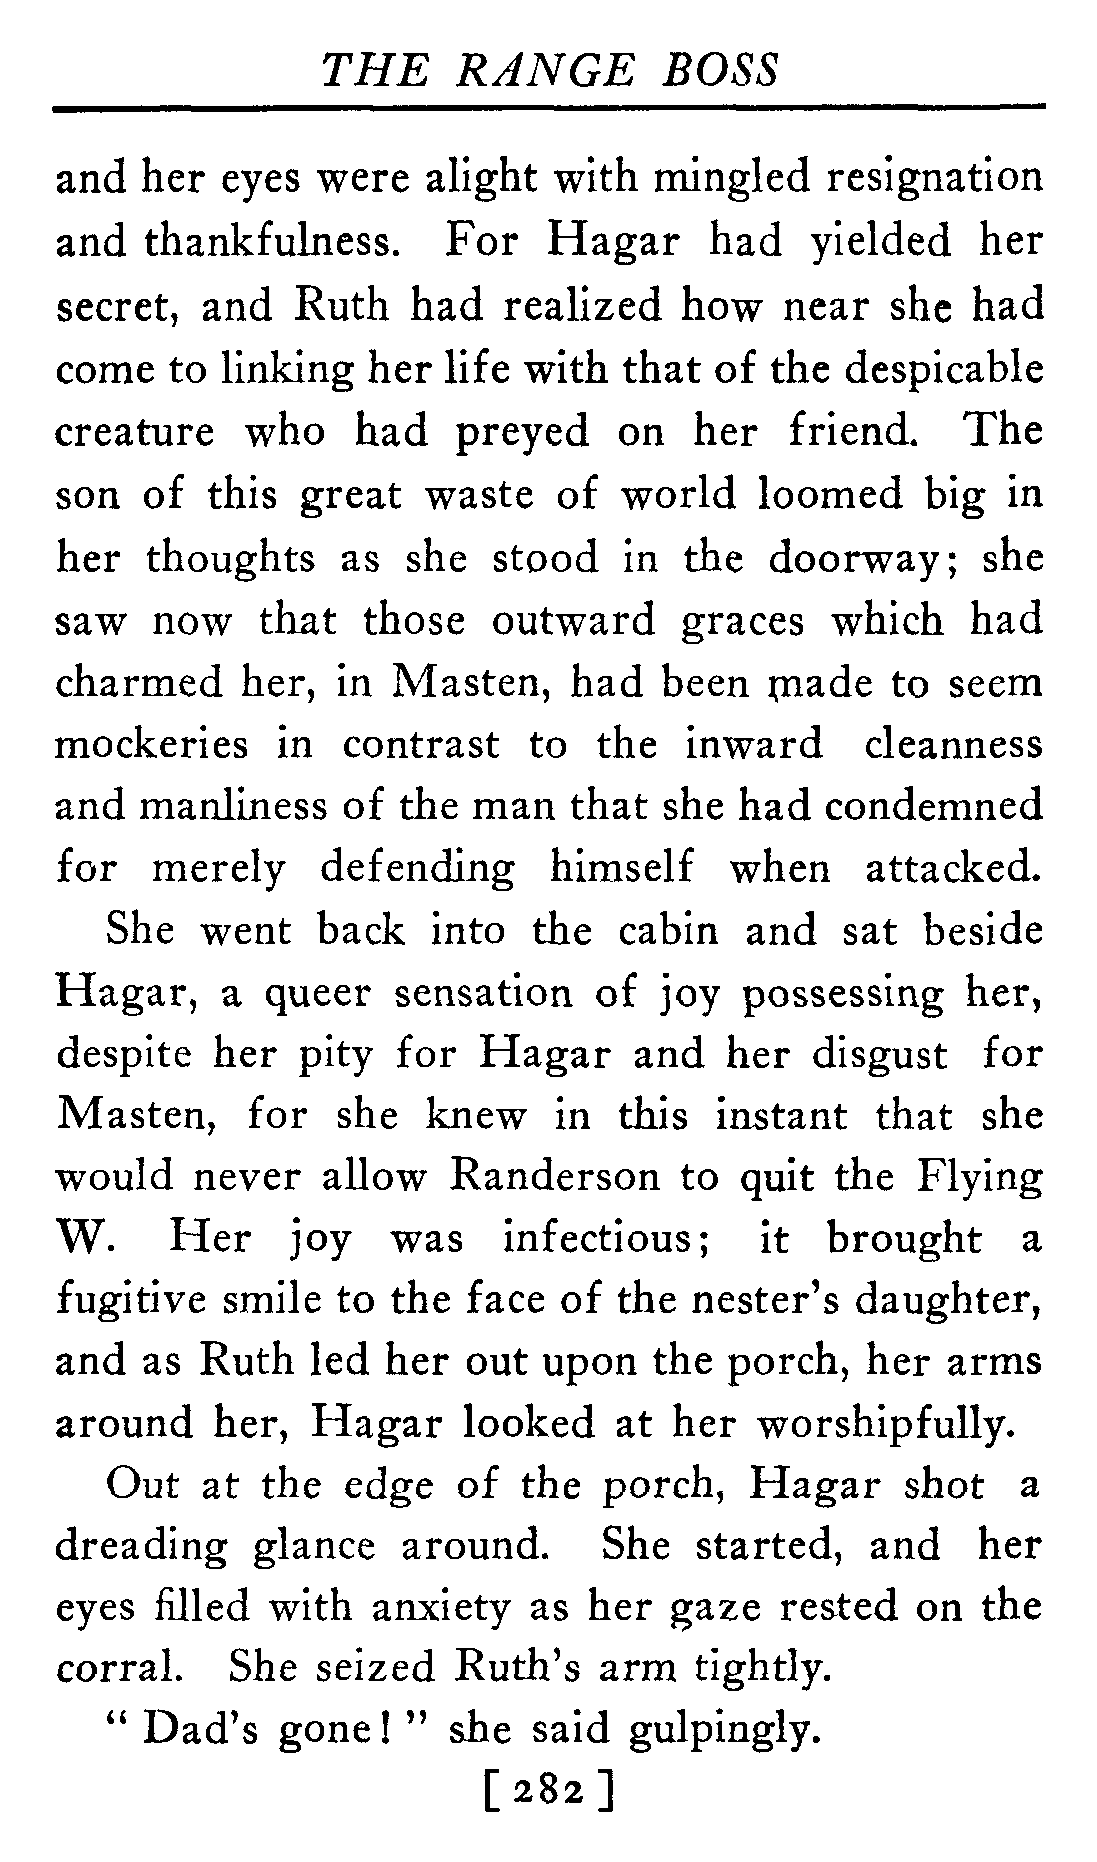 THE RANGE BOSS
and her eyes were alight with mingled resignation
and thankfulness. For Hagar had yielded her
secret, and Ruth had realized how near she had
come to linking her life with that of the despicable
creature who had preyed on her friend. The
son of this great waste of world loomed big in
her thoughts as she stood in the doorway; she
saw now that those outward graces which had
charmed her, in Masten, had been made to seem
mockeries in contrast to the inward cleanness
and manliness of the man that she had condemned
for merely defending himself when attacked.
She went back into the cabin and sat beside
Hagar, a queer sensation of joy possessing her,
despite her pity for Hagar and her disgust for
Masten, for she knew in this instant that she
would never allow Randerson to quit the Flying
W. Her joy was infectious; it brought a
fugitive smile to the face of the nester's daughter,
and as Ruth led her out upon the porch, her arms
around her, Hagar looked at her worshipfully.
Out at the edge of the porch, Hagar shot a
dreading glance around. She started, and her
eyes filled with anxiety as her gaze rested on the
corral. She seized Ruth's arm tightly.
“ Dad's gone! ” she said gulpingly.
[ 282 ]